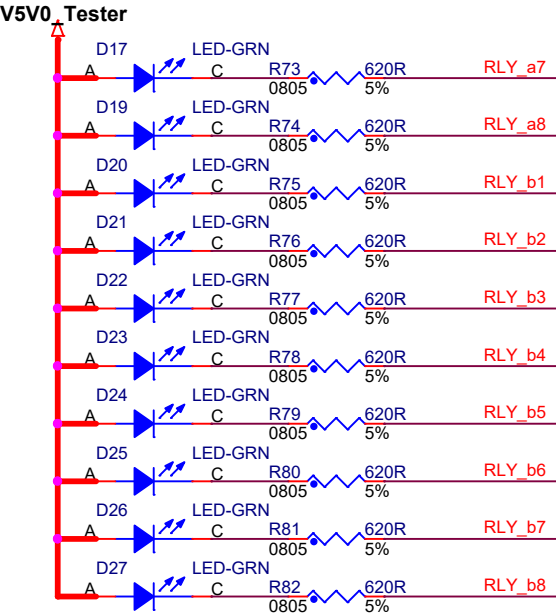 V5V0_Tester
D17 LED-GRN
A C R73 620R RLY_a7
0805 5%
D19 LED-GRN
A C R74 620R RLY_a8
0805 5%
D20 LED-GRN
A C R75 620R RLY_b1
0805 5%
D21 LED-GRN
A C R76 620R RLY_b2
0805 5%
D22 LED-GRN
A C R77 620R RLY_b3
0805 5%
D23 LED-GRN
A C R78 620R RLY_b4
0805 5%
D24 LED-GRN
A C R79 620R RLY_b5
0805 5%
D25 LED-GRN
A C R80 620R RLY_b6
0805 5%
D26 LED-GRN
A C R81 620R RLY_b7
0805 5%
D27 LED-GRN
A C R82 620R RLY_b8
0805 5%